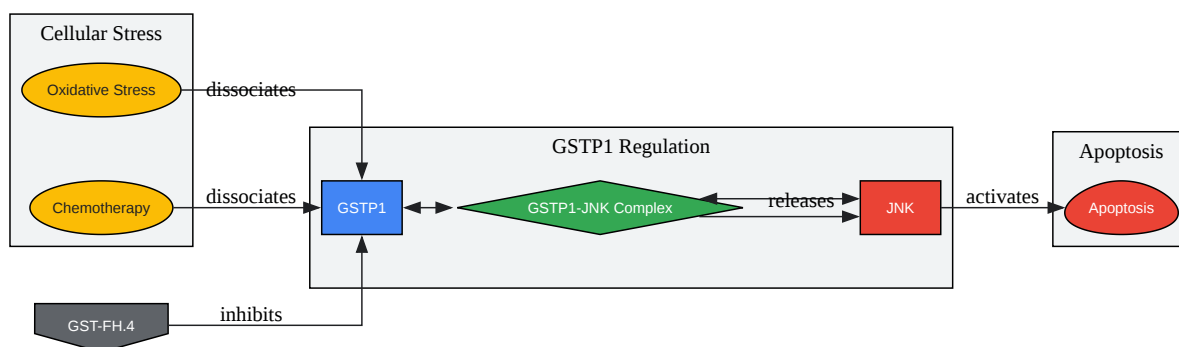 Cellular Stress
Oxidative Stress
dissociates
GSTP1 Regulation
Apoptosis
Chemotherapy
dissociates
GSTP1
GSTP1-JNK Complex
releases
JNK
activates
Apoptosis
GST-FH.4
inhibits